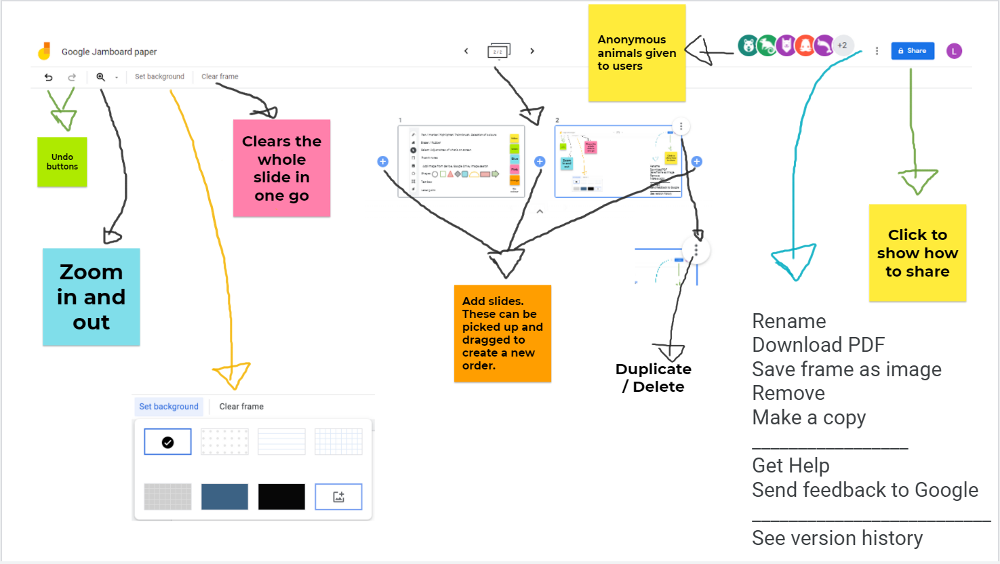 Google Jamboard paper
2 / 2
+2
Share
L
Set background
Clear frame
Anonymous
animals given
to users
Undo
buttons
Clears the
whole
slide in
one go
1
2
Zoom
in and
out
Add slides.
These can be
picked up and
dragged to
create a new
order.
Click to
show how
to share
Duplicate
/ Delete
Rename
Download PDF
Save frame as image
Remove
Make a copy
Get Help
Send feedback to Google
See version history
Set background
Clear frame